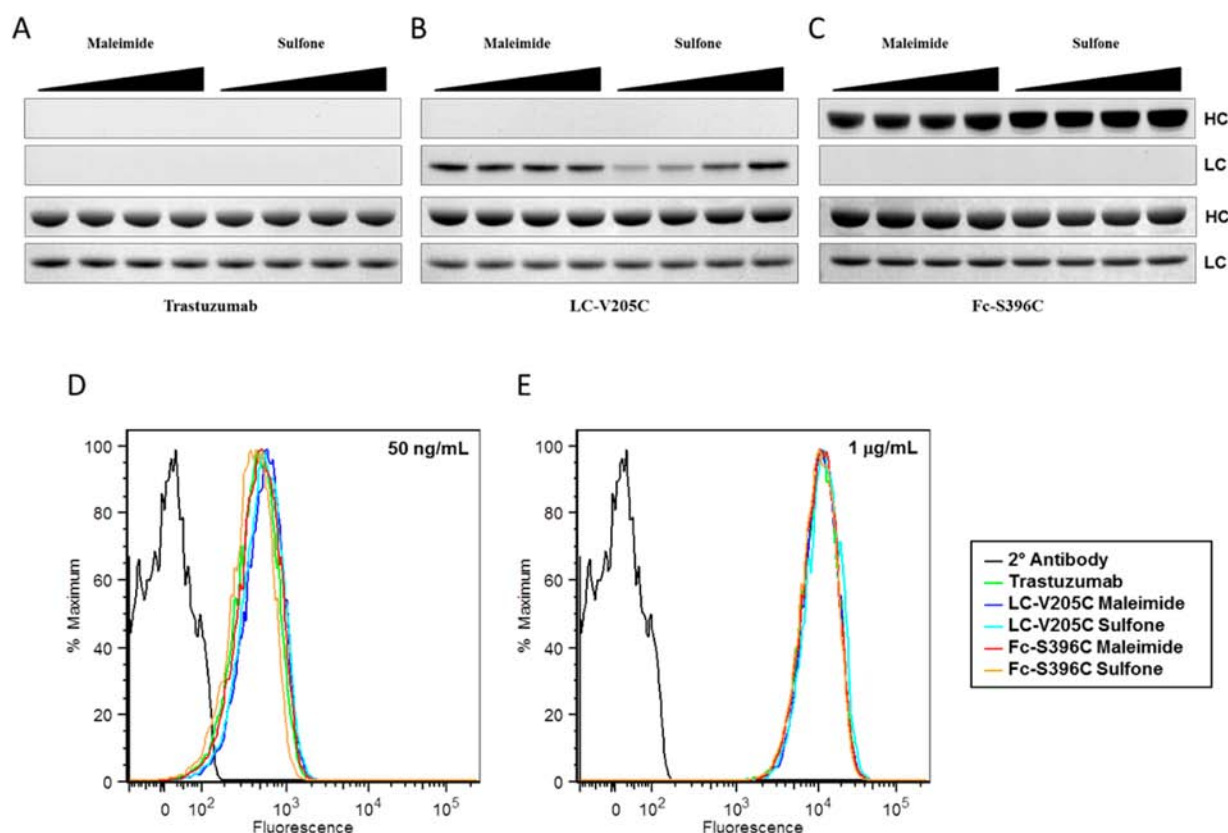 A
Maleimide Sulfone
B
Maleimide Sulfone
C
Maleimide Sulfone
HC
LC
HC
LC
Trastuzumab
LC-V205C
Fc-S396C
D
50 ng/mL
% Maximum
100
80
60
40
20
0
0 10² 10³ 10⁴ 10⁵
Fluorescence
E
1 μg/mL
% Maximum
100
80
60
40
20
0
0 10² 10³ 10⁴ 10⁵
Fluorescence
2° Antibody
Trastuzumab
LC-V205C Maleimide
LC-V205C Sulfone
Fc-S396C Maleimide
Fc-S396C Sulfone